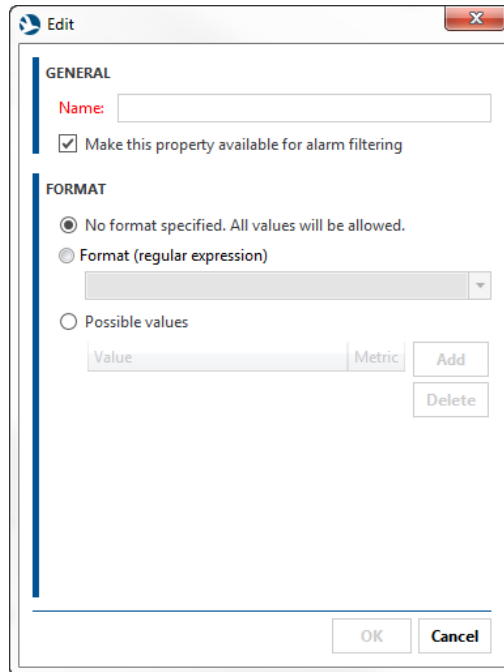 Edit
GENERAL
Name:
Make this property available for alarm filtering
FORMAT
No format specified. All values will be allowed.
Format (regular expression)
Possible values
Value Metric Add
Delete
OK Cancel